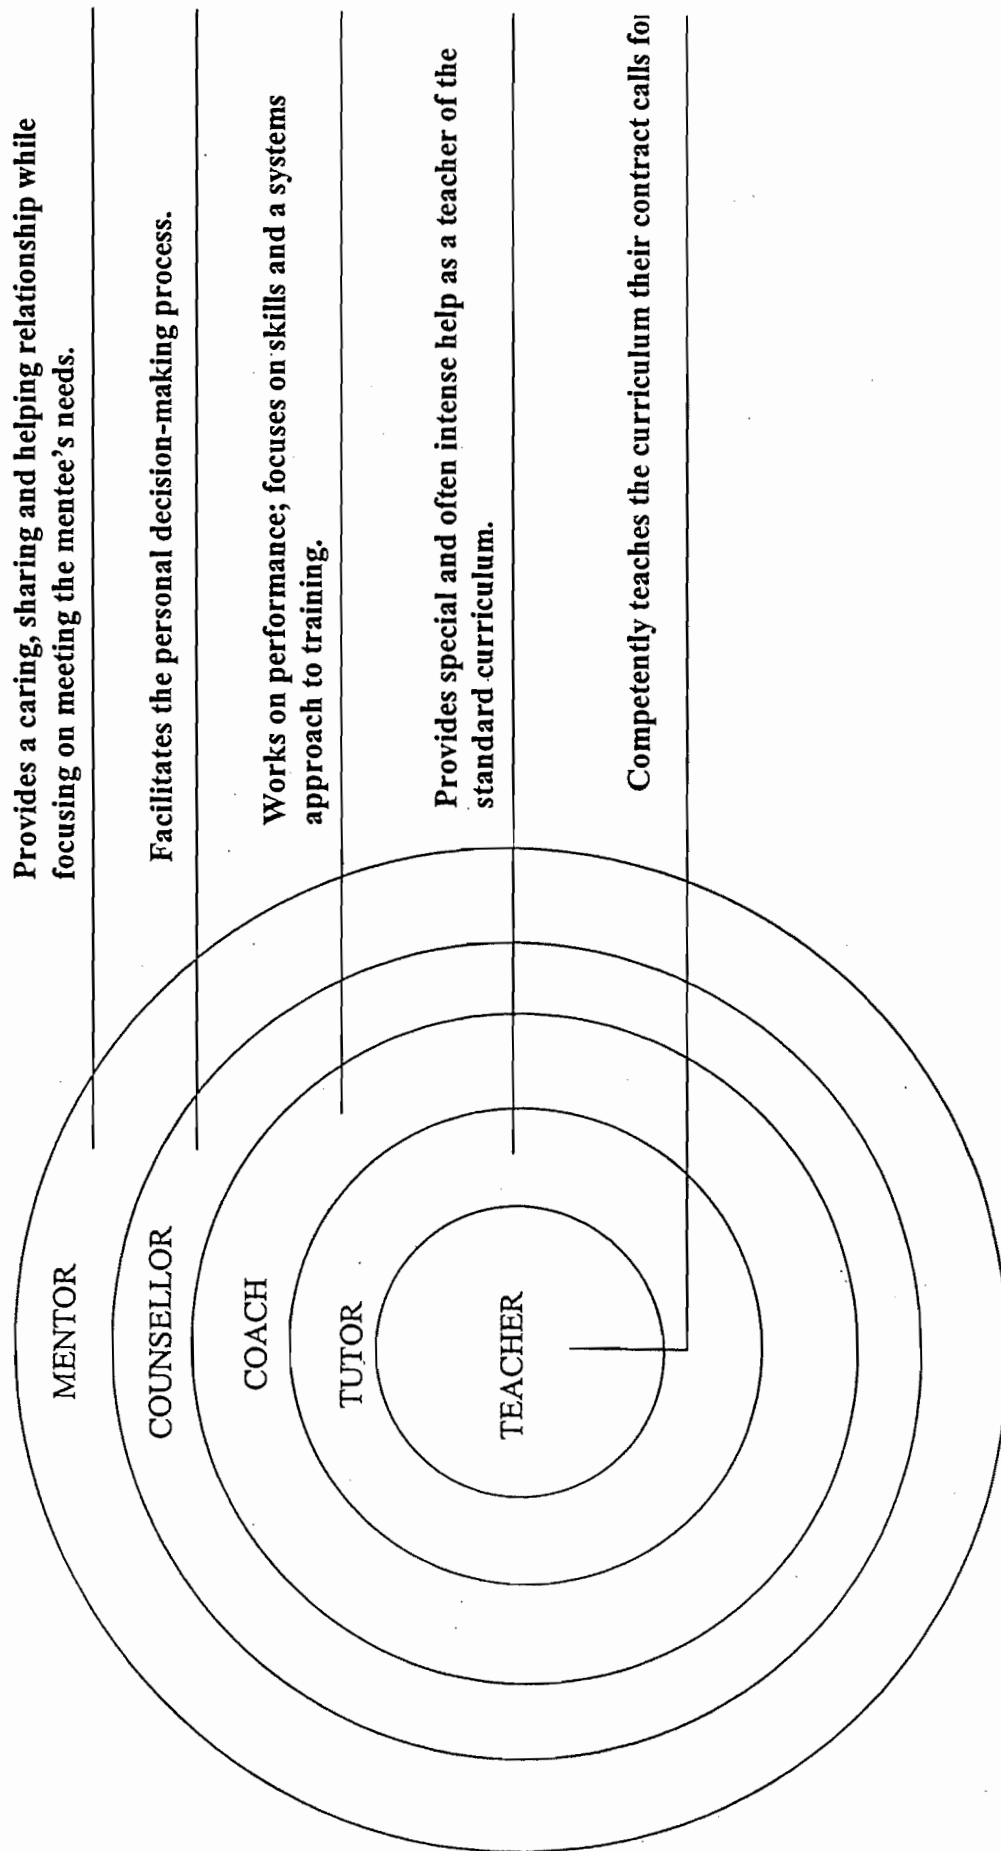 MENTOR
Provides a caring, sharing and helping relationship while
focusing on meeting the mentee's needs.
COUNSELLOR
Facilitates the personal decision-making process.
COACH
Works on performance; focuses on skills and a systems
approach to training.
TUTOR
Provides special and often intense help as a teacher of the
standard curriculum.
TEACHER
Competently teaches the curriculum their contract calls for